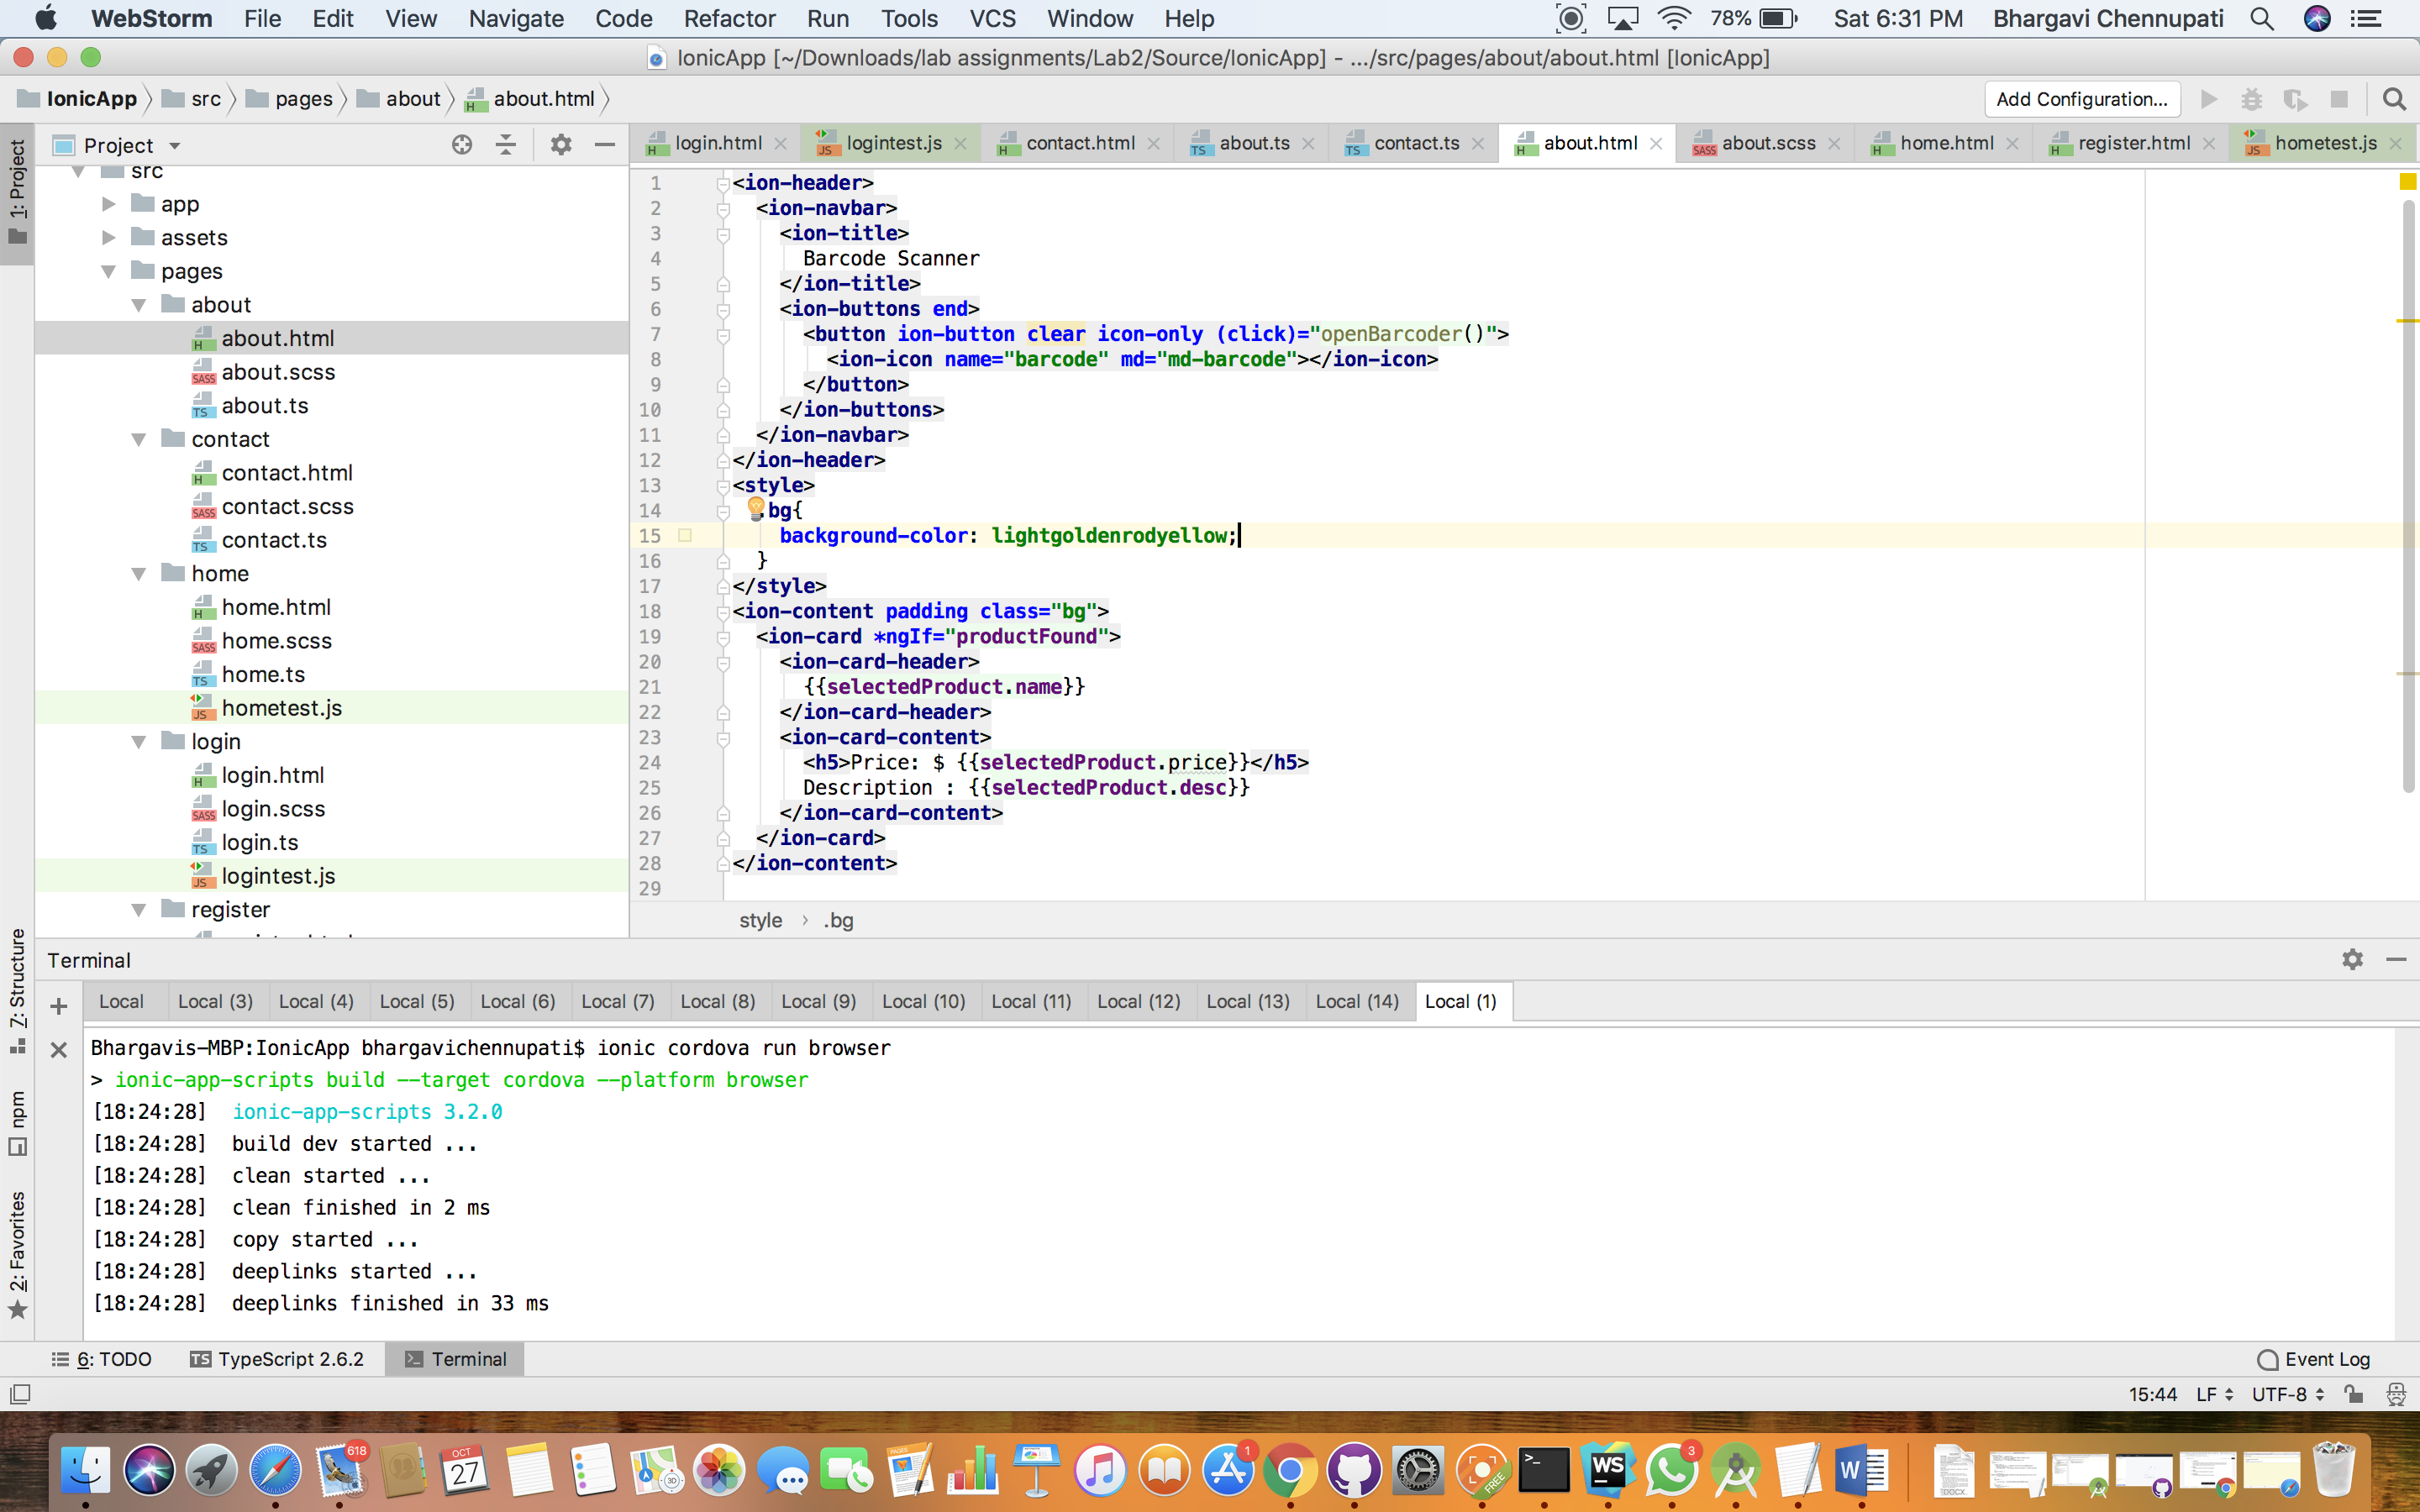 WebStorm File Edit View Navigate Code Refactor Run Tools VCS Window Help 78% Sat 6:31 PM Bhargavi Chennupati
IonicApp [~/Downloads/lab assignments/Lab2/Source/IonicApp] - .../src/pages/about/about.html [IonicApp]
IonicApp src pages about about.html Add Configuration...
Project
login.html logintest.js contact.html about.ts contact.ts about.html about.scss home.html register.html hometest.js
1: Project
src
app
assets
pages
about
about.html
about.scss
about.ts
contact
contact.html
contact.scss
contact.ts
home
home.html
home.scss
home.ts
hometest.js
login
login.html
login.scss
login.ts
logintest.js
register
1 <ion-header>
2 <ion-navbar>
3 <ion-title>
4 Barcode Scanner
5 </ion-title>
6 <ion-buttons end>
7 <button ion-button clear icon-only (click)="openBarcoder()">
8 <ion-icon name="barcode" md="md-barcode"></ion-icon>
9 </button>
10 </ion-buttons>
11 </ion-navbar>
12 </ion-header>
13 <style>
14 bg{
15 background-color: lightgoldenrodyellow;
16 }
17 </style>
18 <ion-content padding class="bg">
19 <ion-card *ngIf="productFound">
20 <ion-card-header>
21 {{selectedProduct.name}}
22 </ion-card-header>
23 <ion-card-content>
24 <h5>Price: $ {{selectedProduct.price}}</h5>
25 Description : {{selectedProduct.desc}}
26 </ion-card-content>
27 </ion-card>
28 </ion-content>
29
style › .bg
Terminal
7: Structure
npm
2: Favorites
Local Local (3) Local (4) Local (5) Local (6) Local (7) Local (8) Local (9) Local (10) Local (11) Local (12) Local (13) Local (14) Local (1)
Bhargavis-MBP:IonicApp bhargavichennupati$ ionic cordova run browser
> ionic-app-scripts build --target cordova --platform browser
[18:24:28] ionic-app-scripts 3.2.0
[18:24:28] build dev started ...
[18:24:28] clean started ...
[18:24:28] clean finished in 2 ms
[18:24:28] copy started ...
[18:24:28] deeplinks started ...
[18:24:28] deeplinks finished in 33 ms
6: TODO TypeScript 2.6.2 Terminal Event Log
15:44 LF UTF-8
618 OCT 27 3D PAGES 1 FREE >_ WS 3 W DOCX